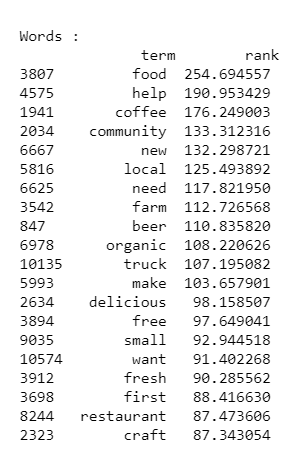 Words :
term rank
3807 food 254.694557
4575 help 190.953429
1941 coffee 176.249003
2034 community 133.312316
6667 new 132.298721
5816 local 125.493892
6625 need 117.821950
3542 farm 112.726568
847 beer 110.835820
6978 organic 108.220626
10135 truck 107.195082
5993 make 103.657901
2634 delicious 98.158507
3894 free 97.649041
9035 small 92.944518
10574 want 91.402268
3912 fresh 90.285562
3698 first 88.416630
8244 restaurant 87.473606
2323 craft 87.343054